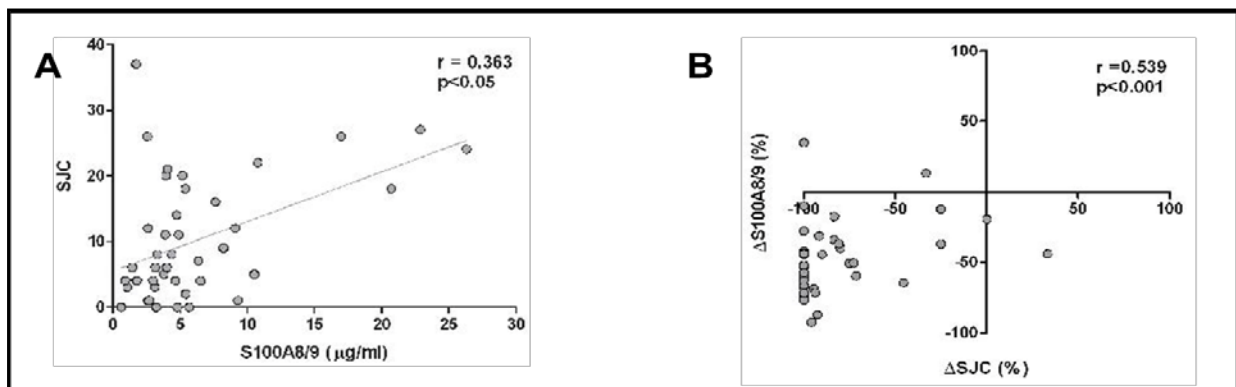 A
SJC
40
30
20
10
0
0 5 10 15 20 25 30
S100A8/9 (µg/ml)
r = 0.363
p<0.05
B
ΔS100A8/9 (%)
100
50
-100 -50 50 100
-50
-100
ΔSJC (%)
r =0.539
p<0.001